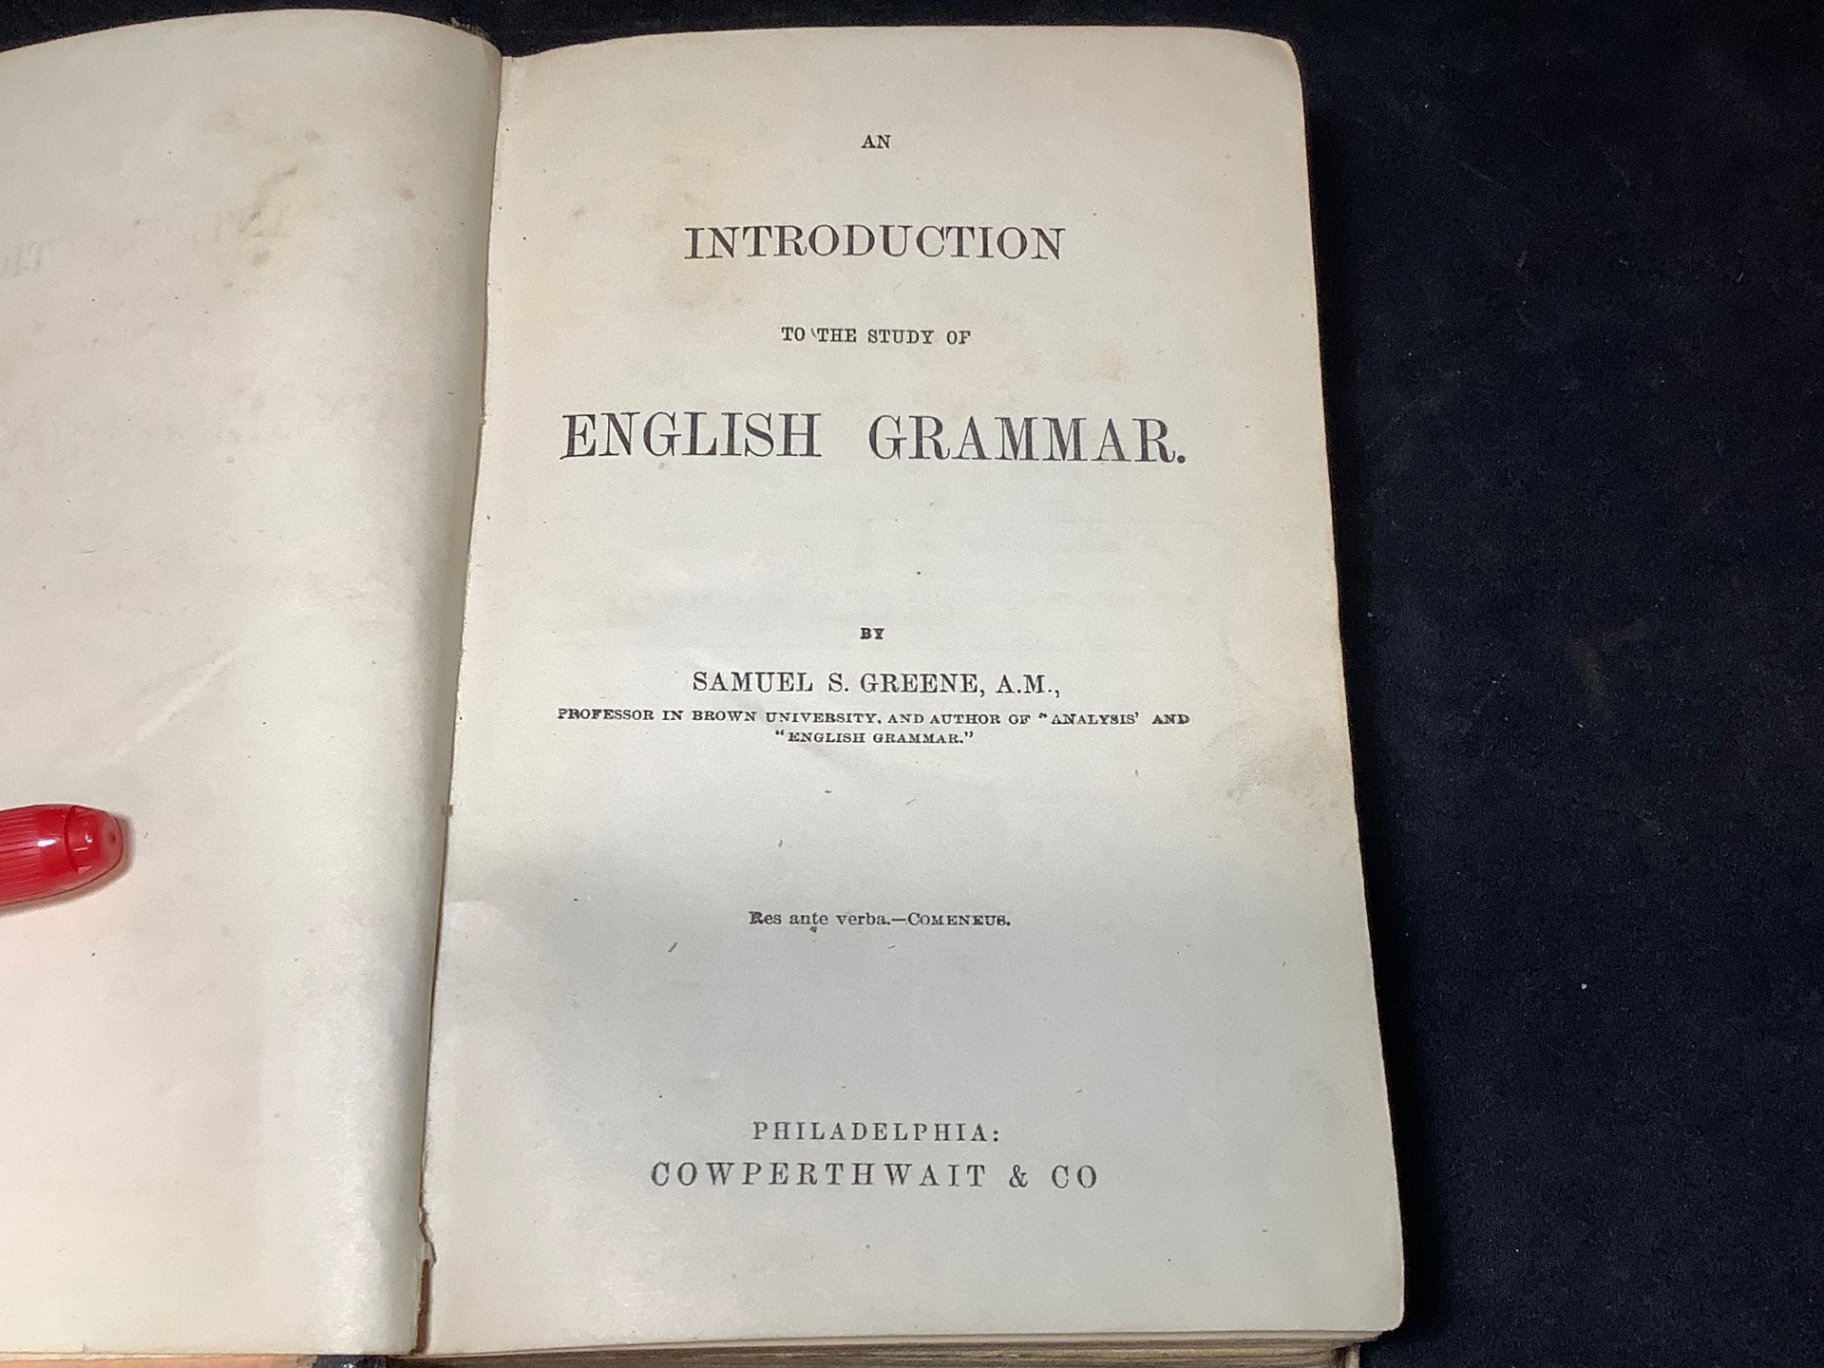 AN
INTRODUCTION
TO THE STUDY OF
ENGLISH GRAMMAR.
BY
SAMUEL S. GREENE, A.M.,
PROFESSOR IN BROWN UNIVERSITY, AND AUTHOR OF "ANALYSIS' AND
"ENGLISH GRAMMAR."
Res ante verba.—COMENEUS.
PHILADELPHIA:
COWPERTHWAIT & CO